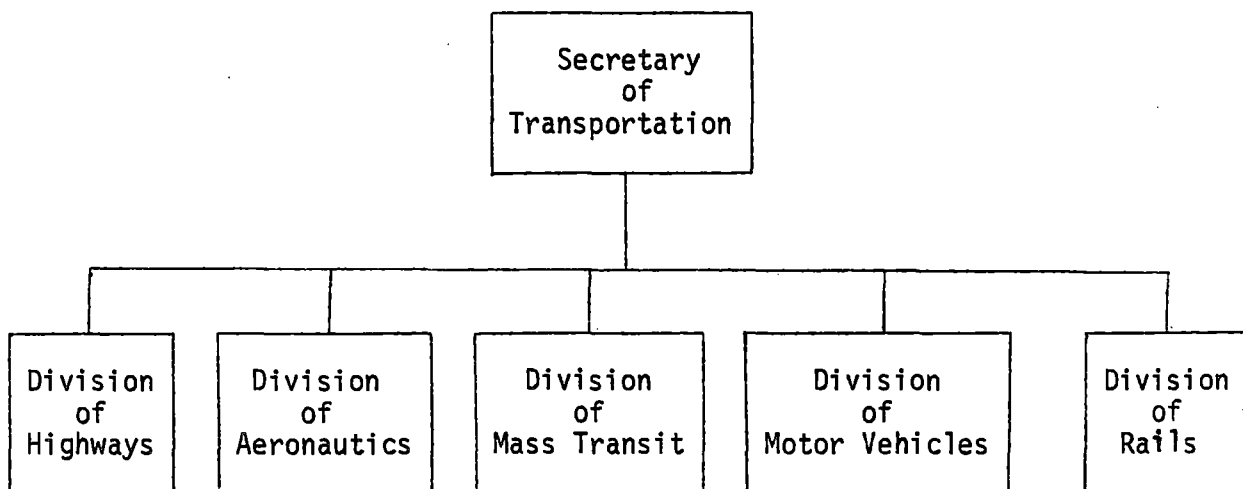 Secretary
of
Transportation
Division
of
Highways
Division
of
Aeronautics
Division
of
Mass Transit
Division
of
Motor Vehicles
Division
of
Rails